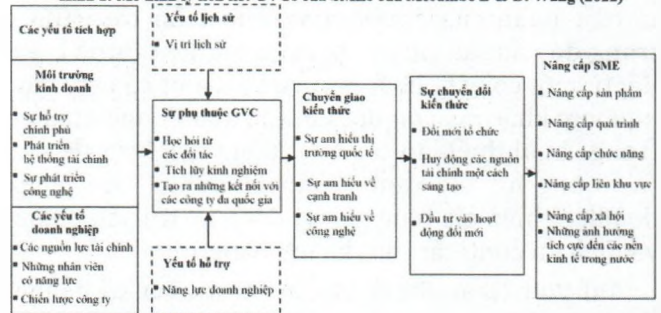 Các yếu tố tích hợp
Môi trường
kinh doanh
Sự hỗ trợ
chính phủ
Phát triển
hệ thống tài chính
Sự phát triển
công nghệ
Các yếu tố
doanh nghiệp
Các nguồn lực tài chính
Những nhân viên
có năng lực
Chiến lược công ty
Yếu tố lịch sử
Vị trí lịch sử
Sự phụ thuộc GVC
Học hỏi từ
các đối tác
Tích lũy kinh nghiệm
Tạo ra những kết nối với
các công ty đa quốc gia
Yếu tố hỗ trợ
Năng lực doanh nghiệp
Chuyển giao
kiến thức
Sự am hiểu thị
trường quốc tế
Sự am hiểu về
cạnh tranh
Sự am hiểu về
công nghệ
Sự chuyển đổi
kiến thức
Đổi mới tổ chức
Huy động các nguồn
tài chính một cách
sáng tạo
Đầu tư vào hoạt
động đổi mới
Nâng cấp SME
Nâng cấp sản phẩm
Nâng cấp quá trình
Nâng cấp chức năng
Nâng cấp liên khu vực
Nâng cấp xã hội
Những ảnh hưởng
tích cực đến các nền
kinh tế trong nước